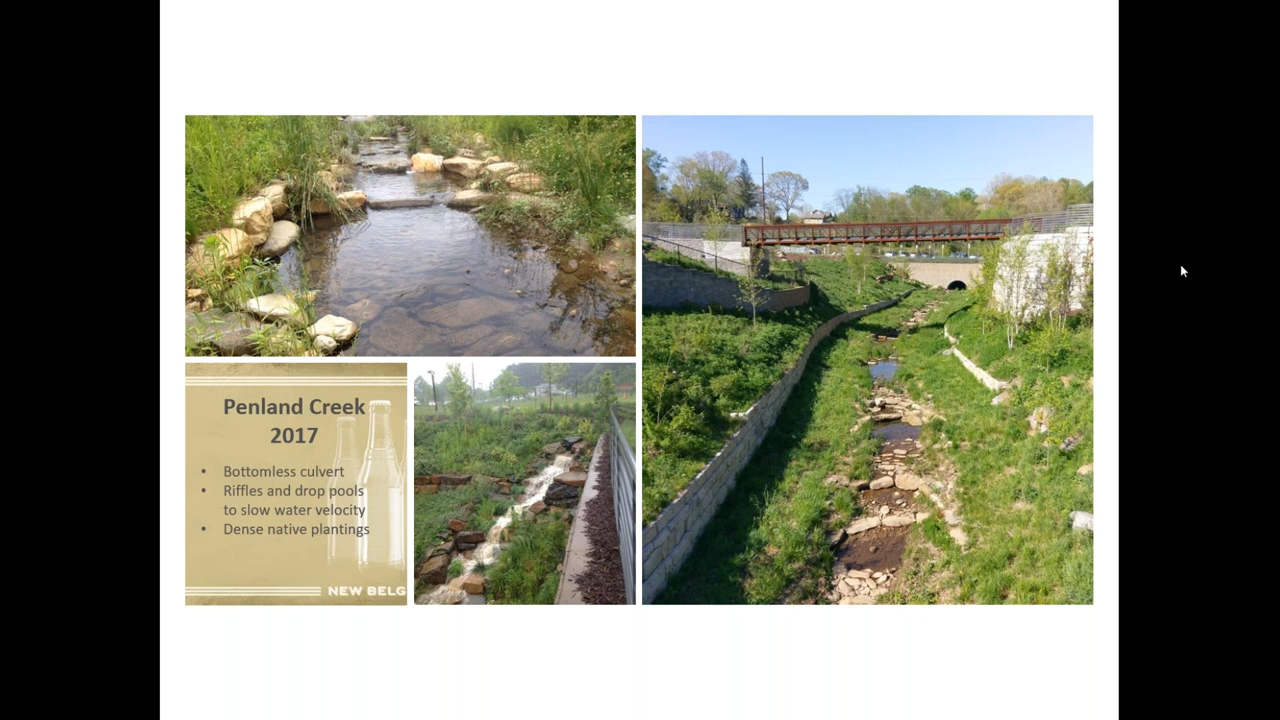 Penland Creek
2017
• Bottomless culvert
• Riffles and drop pools
to slow water velocity
• Dense native plantings
NEW BELG